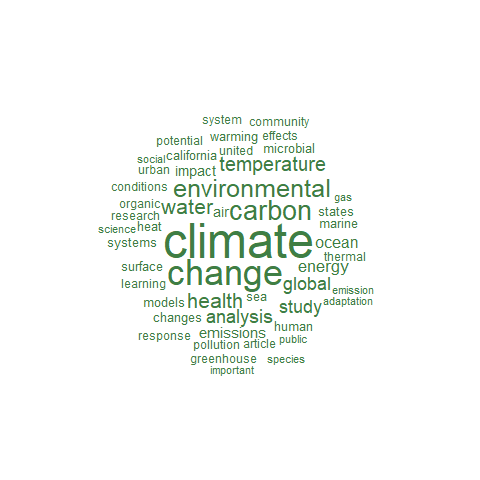 system community
potential warming effects
social california united microbial
urban impact temperature
conditions environmental gas
organic water air carbon states
research marine
science heat climate
systems ocean
thermal
surface change energy
learning global emission
models health sea adaptation
changes analysis study
response emissions human
pollution article public
greenhouse species
important